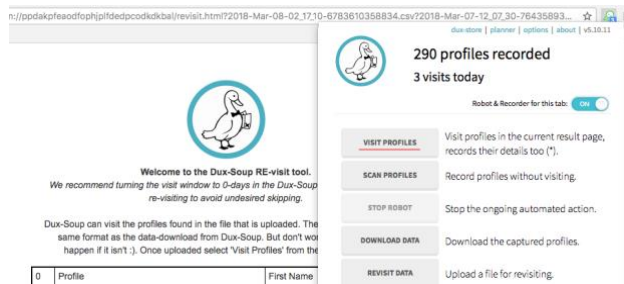 ://ppdakpfeaodfophjplfdedpcodkdkbal/revisit.html?2018-Mar-08-02_17_10-6783610358834.csv?2018-Mar-07-12_07_30-76435893...
dux-store | planner | options | about | v5.10.11
290 profiles recorded
3 visits today
Robot & Recorder for this tab: ON
VISIT PROFILES
Visit profiles in the current result page,
records their details too (*).
SCAN PROFILES
Record profiles without visiting.
STOP ROBOT
Stop the ongoing automated action.
DOWNLOAD DATA
Download the captured profiles.
REVISIT DATA
Upload a file for revisiting.
Welcome to the Dux-Soup RE-visit tool.
We recommend turning the visit window to 0-days in the Dux-Soup
re-visiting to avoid undesired skipping.
Dux-Soup can visit the profiles found in the file that is uploaded. The
same format as the data-download from Dux-Soup. But don't wor
happen if it isn't :). Once uploaded select 'Visit Profiles' from the
0 Profile First Name